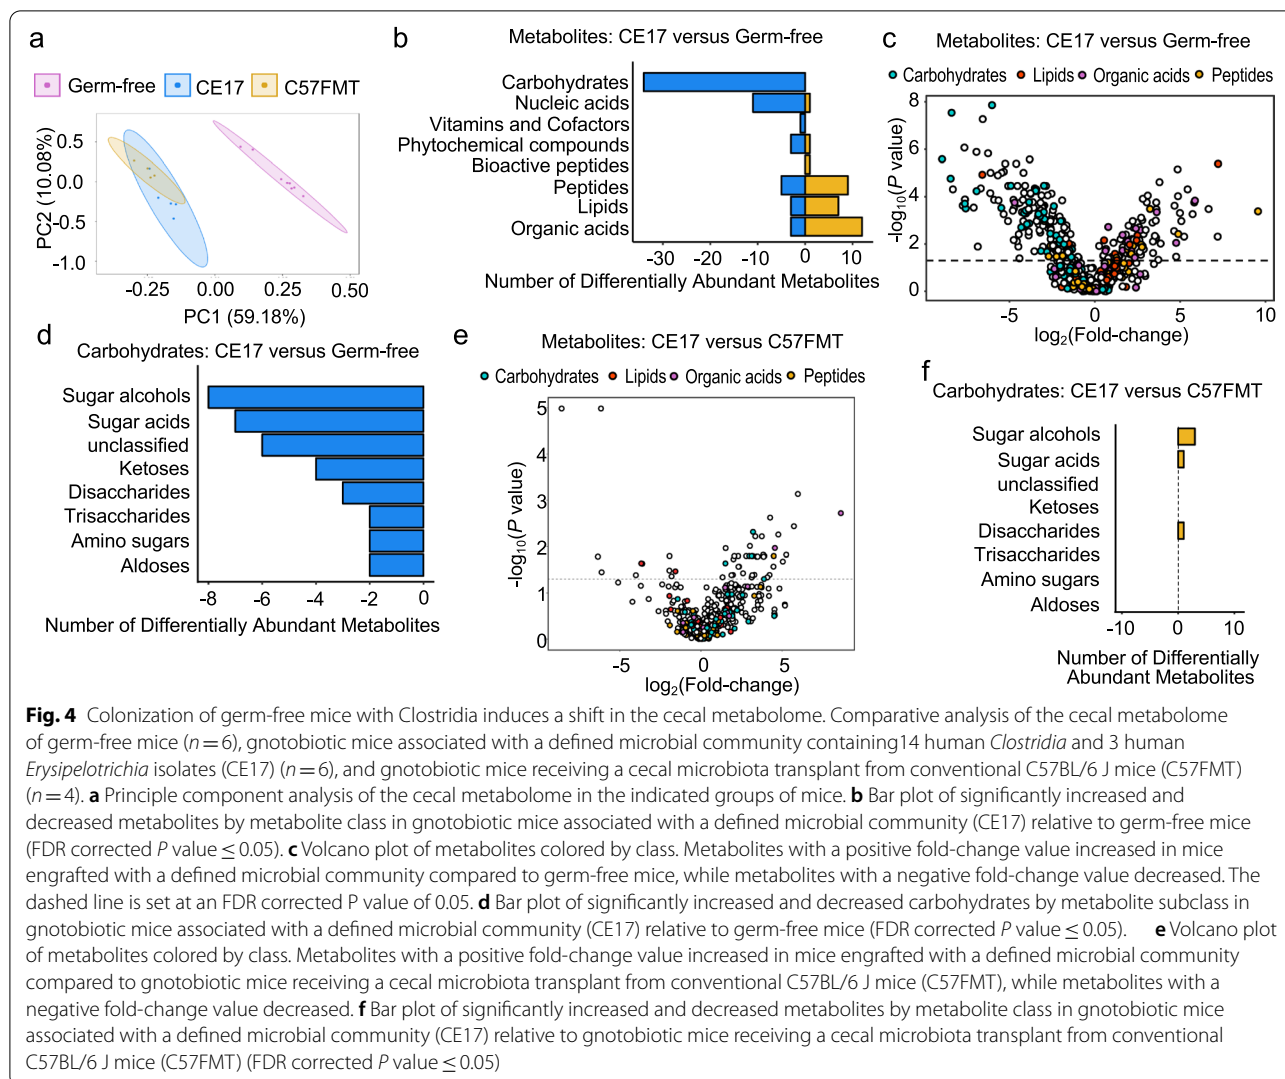 a
Germ-free CE17 C57FMT
PC2 (10.08%)
0.5
0.0
-0.5
-1.0
-0.25 0.00 0.25 0.50
PC1 (59.18%)
b
Metabolites: CE17 versus Germ-free
Carbohydrates
Nucleic acids
Vitamins and Cofactors
Phytochemical compounds
Bioactive peptides
Peptides
Lipids
Organic acids
-30 -20 -10 0 10
Number of Differentially Abundant Metabolites
c
Metabolites: CE17 versus Germ-free
Carbohydrates Lipids Organic acids Peptides
-log10(P value)
8
6
4
2
0
-5 0 5 10
log2(Fold-change)
d
Carbohydrates: CE17 versus Germ-free
Sugar alcohols
Sugar acids
unclassified
Ketoses
Disaccharides
Trisaccharides
Amino sugars
Aldoses
-8 -6 -4 -2 0
Number of Differentially Abundant Metabolites
e
Metabolites: CE17 versus C57FMT
Carbohydrates Lipids Organic acids Peptides
-log10(P value)
5
4
3
2
1
0
-5 0 5
log2(Fold-change)
f
Carbohydrates: CE17 versus C57FMT
Sugar alcohols
Sugar acids
unclassified
Ketoses
Disaccharides
Trisaccharides
Amino sugars
Aldoses
-10 0 10
Number of Differentially
Abundant Metabolites
Fig. 4 Colonization of germ-free mice with Clostridia induces a shift in the cecal metabolome. Comparative analysis of the cecal metabolome
of germ-free mice (n = 6), gnotobiotic mice associated with a defined microbial community containing14 human Clostridia and 3 human
Erysipelotrichia isolates (CE17) (n = 6), and gnotobiotic mice receiving a cecal microbiota transplant from conventional C57BL/6 J mice (C57FMT)
(n = 4). a Principle component analysis of the cecal metabolome in the indicated groups of mice. b Bar plot of significantly increased and
decreased metabolites by metabolite class in gnotobiotic mice associated with a defined microbial community (CE17) relative to germ-free mice
(FDR corrected P value ≤ 0.05). c Volcano plot of metabolites colored by class. Metabolites with a positive fold-change value increased in mice
engrafted with a defined microbial community compared to germ-free mice, while metabolites with a negative fold-change value decreased. The
dashed line is set at an FDR corrected P value of 0.05. d Bar plot of significantly increased and decreased carbohydrates by metabolite subclass in
gnotobiotic mice associated with a defined microbial community (CE17) relative to germ-free mice (FDR corrected P value ≤ 0.05). e Volcano plot
of metabolites colored by class. Metabolites with a positive fold-change value increased in mice engrafted with a defined microbial community
compared to gnotobiotic mice receiving a cecal microbiota transplant from conventional C57BL/6 J mice (C57FMT), while metabolites with a
negative fold-change value decreased. f Bar plot of significantly increased and decreased metabolites by metabolite class in gnotobiotic mice
associated with a defined microbial community (CE17) relative to gnotobiotic mice receiving a cecal microbiota transplant from conventional
C57BL/6 J mice (C57FMT) (FDR corrected P value ≤ 0.05)